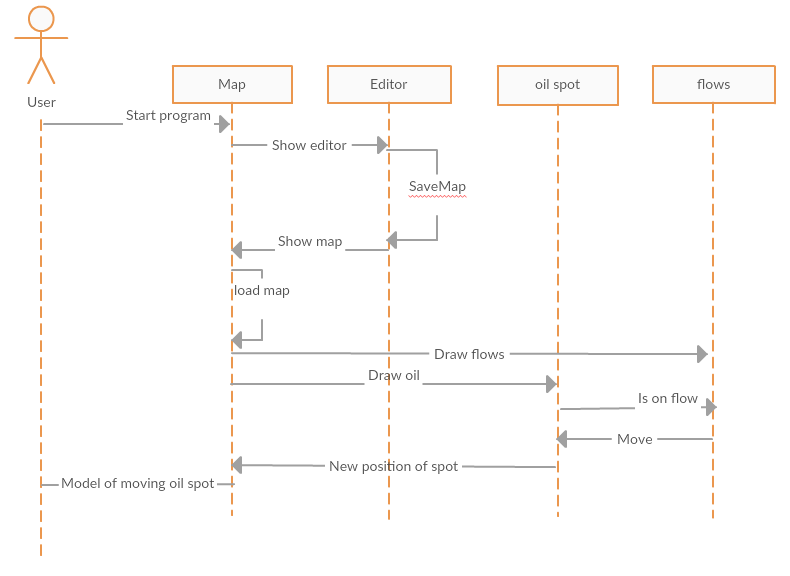 User
Map
Editor
oil spot
flows
Start program
Show editor
SaveMap
Show map
load map
Draw flows
Draw oil
Is on flow
Move
New position of spot
Model of moving oil spot